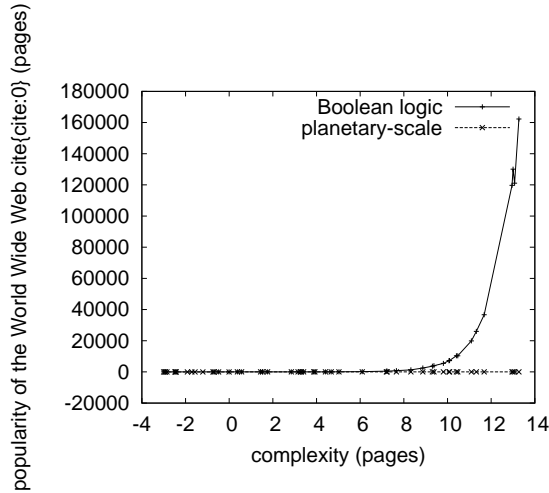 popularity of the World Wide Web cite{cite:0} (pages)
180000
160000
140000
120000
100000
80000
60000
40000
20000
0
-20000
Boolean logic
planetary-scale
-4 -2 0 2 4 6 8 10 12 14
complexity (pages)